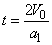 t = 2V₀/a₁